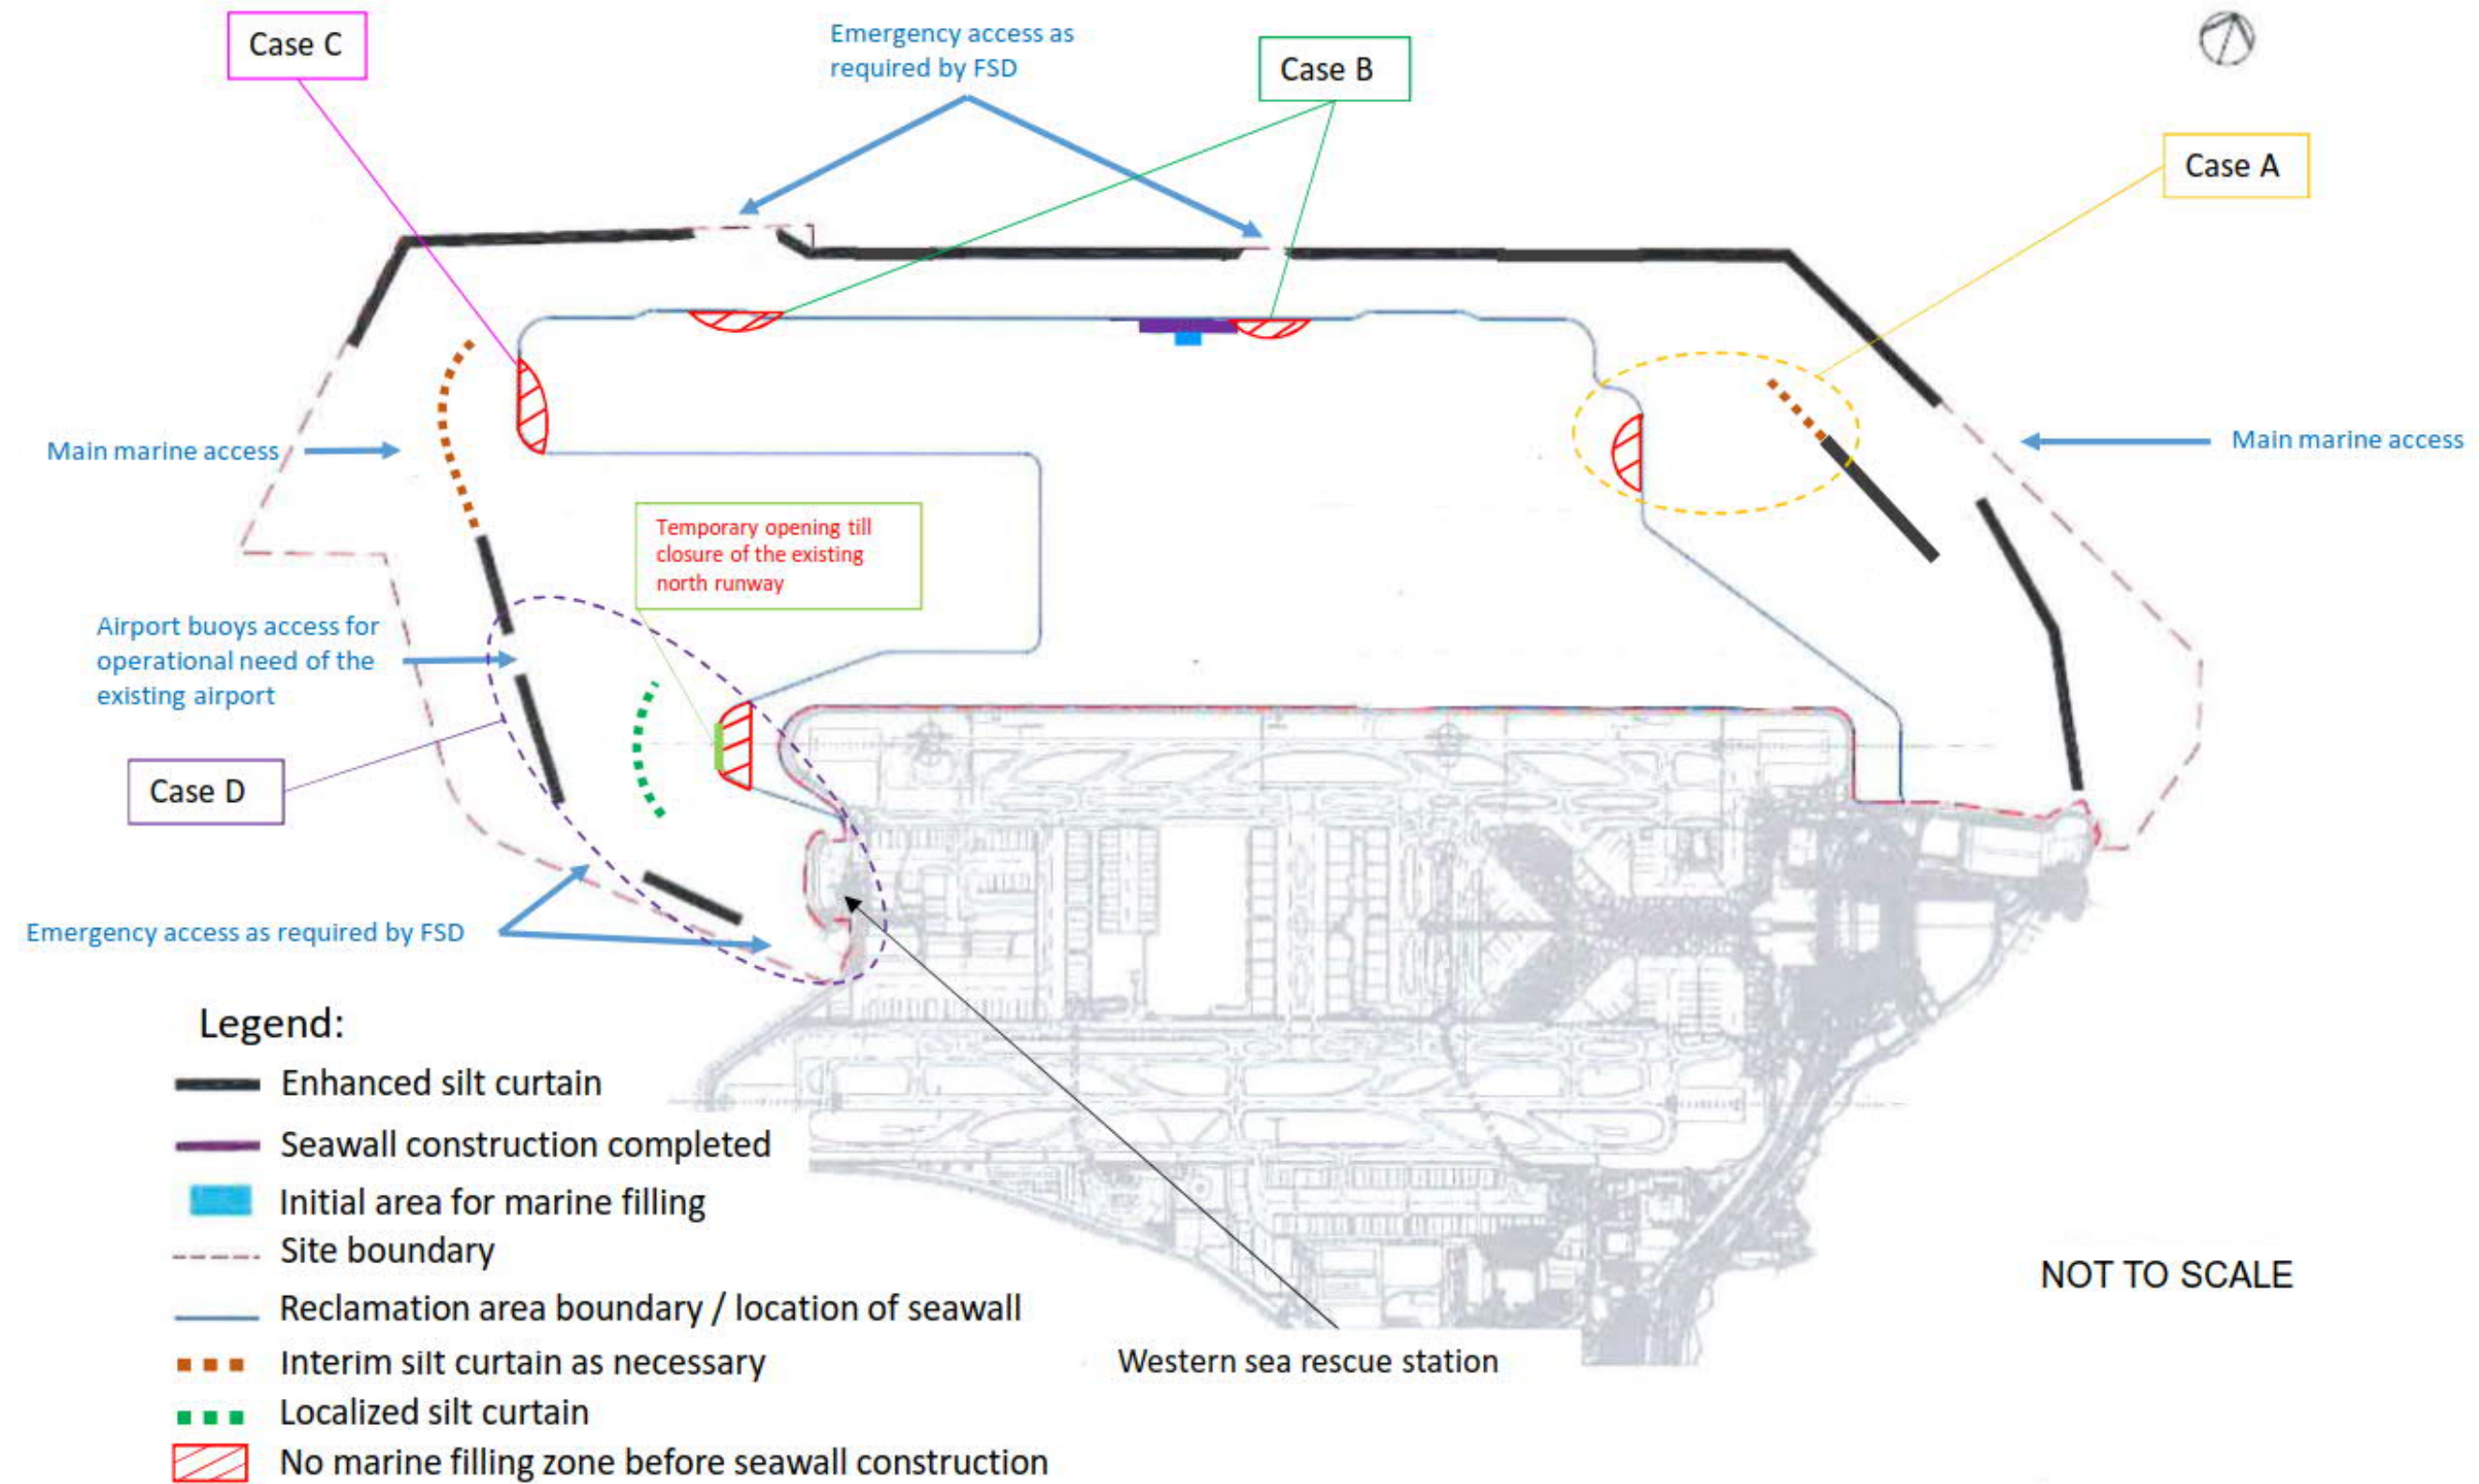 Case C
Emergency access as
required by FSD
Case B
Case A
Main marine access
Main marine access
Temporary opening till
closure of the existing
north runway
Airport buoys access for
operational need of the
existing airport
Case D
Emergency access as required by FSD
Legend:
Enhanced silt curtain
Seawall construction completed
Initial area for marine filling
Site boundary
Reclamation area boundary / location of seawall
Interim silt curtain as necessary
Localized silt curtain
No marine filling zone before seawall construction
Western sea rescue station
NOT TO SCALE